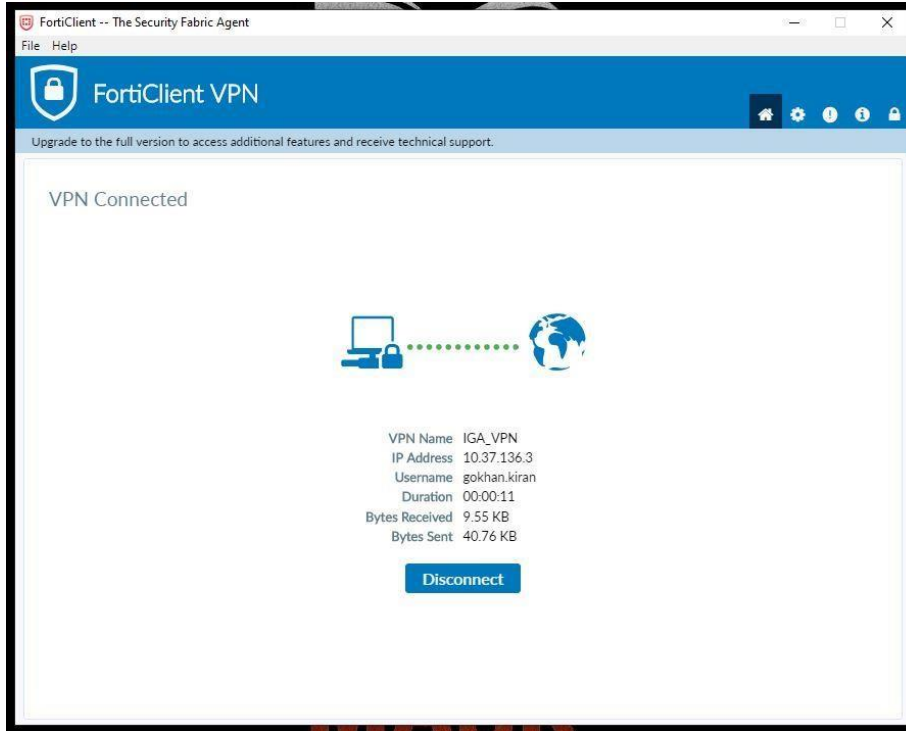 FortiClient -- The Security Fabric Agent
File Help
FortiClient VPN
Upgrade to the full version to access additional features and receive technical support.
VPN Connected
VPN Name IGA_VPN
IP Address 10.37.136.3
Username gokhan.kiran
Duration 00:00:11
Bytes Received 9.55 KB
Bytes Sent 40.76 KB
Disconnect